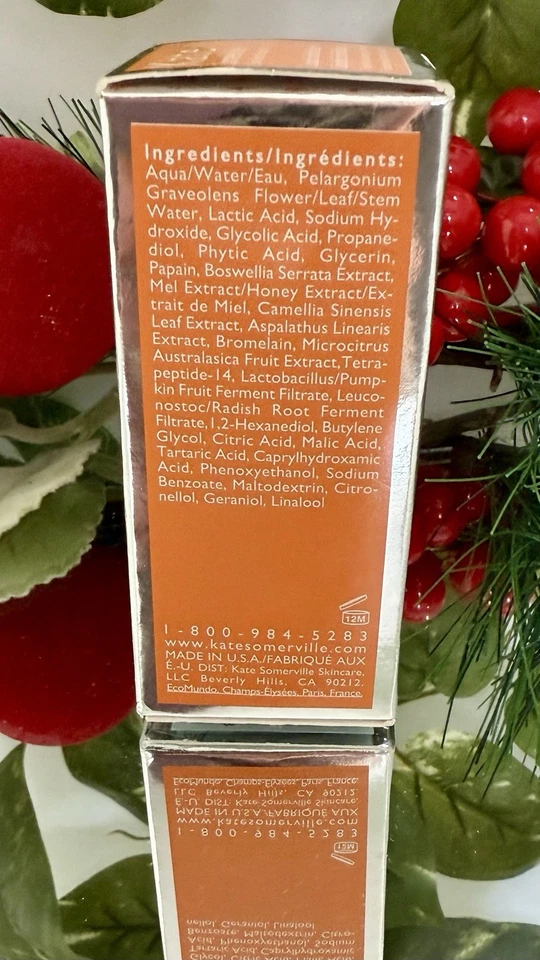 Ingredients/Ingrédients:
Aqua/Water/Eau, Pelargonium
Graveolens Flower/Leaf/Stem
Water, Lactic Acid, Sodium Hy-
droxide, Glycolic Acid, Propane-
diol, Phytic Acid, Glycerin,
Papain, Boswellia Serrata Extract,
Mel Extract/Honey Extract/Ex-
trait de Miel, Camellia Sinensis
Leaf Extract, Aspalathus Linearis
Extract, Bromelain, Microcitrus
Australasica Fruit Extract,Tetra-
peptide-14, Lactobacillus/Pump-
kin Fruit Ferment Filtrate, Leuco-
nostoc/Radish Root Ferment
Filtrate,1,2-Hexanediol, Butylene
Glycol, Citric Acid, Malic Acid,
Tartaric Acid, Caprylhydroxamic
Acid, Phenoxyethanol, Sodium
Benzoate, Maltodextrin, Citro-
nellol, Geraniol, Linalool
12M
1-800-984-5283
www.katesomerville.com
MADE IN U.S.A./FABRIQUÉ AUX
É.-U. DIST: Kate Somerville Skincare,
LLC Beverly Hills, CA 90212.
EcoMundo, Champs-Élysées, Paris, France